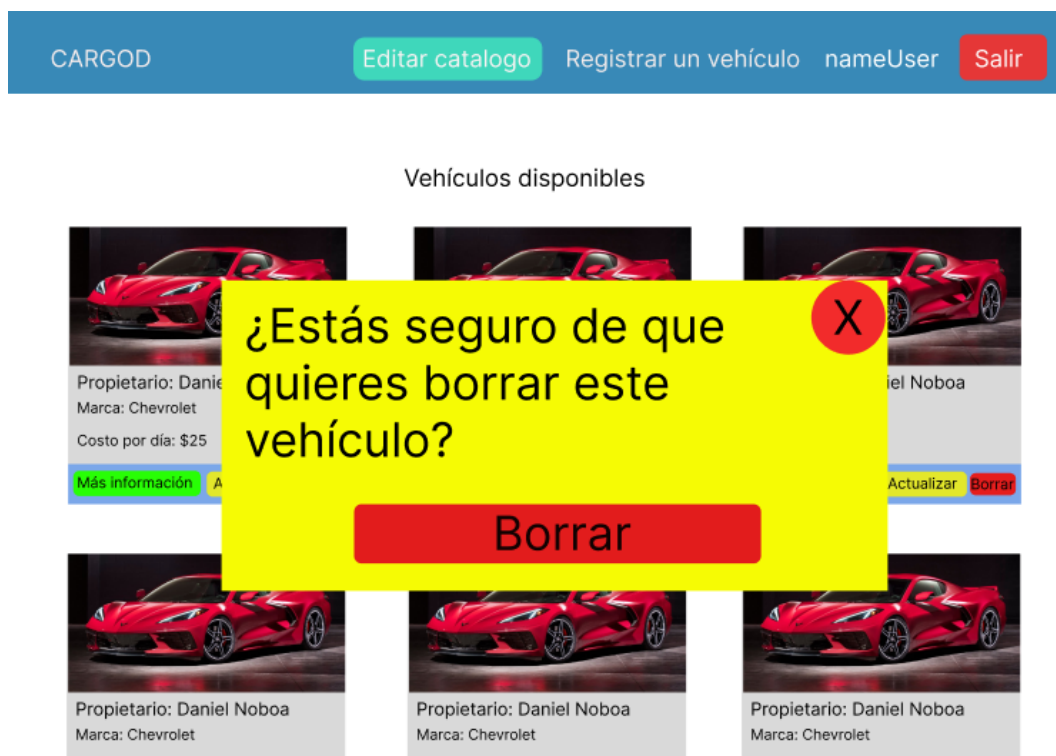 CARGOD Editar catalogo Registrar un vehículo nameUser Salir
Vehículos disponibles
¿Estás seguro de que
quieres borrar este
vehículo?
X
Borrar
Propietario:
Marca: Chevrolet
Costo por día: $25
Más información
Noboa
Actualizar Borrar
Propietario: Daniel Noboa
Marca: Chevrolet
Propietario: Daniel Noboa
Marca: Chevrolet
Propietario: Daniel Noboa
Marca: Chevrolet